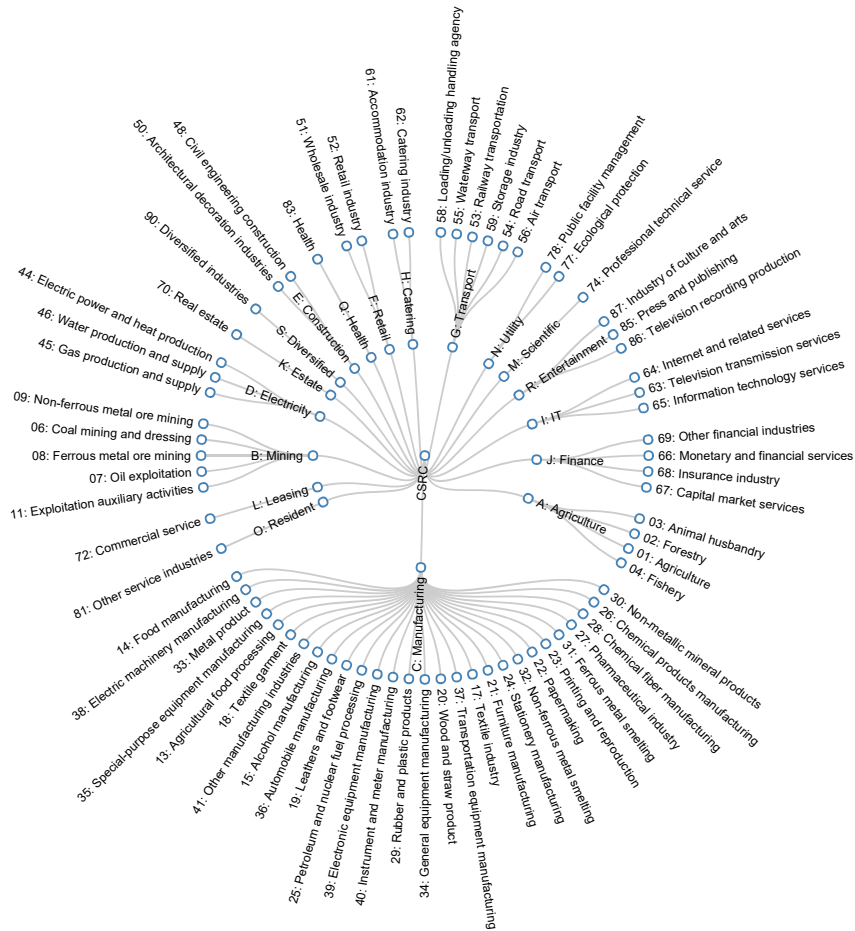 CSRC
G: Transport
58: Loading/unloading handling agency
55: Waterway transport
53: Railway transportation
59: Storage industry
54: Road transport
56: Air transport
N: Utility
78: Public facility management
77: Ecological protection
M: Scientific
74: Professional technical service
R: Entertainment
87: Industry of culture and arts
85: Press and publishing
86: Television recording production
I: IT
64: Internet and related services
63: Television transmission services
65: Information technology services
J: Finance
69: Other financial industries
66: Monetary and financial services
68: Insurance industry
67: Capital market services
A: Agriculture
03: Animal husbandry
02: Forestry
01: Agriculture
04: Fishery
C: Manufacturing
30: Non-metallic mineral products
26: Chemical products manufacturing
28: Chemical fiber manufacturing
27: Pharmaceutical industry
31: Ferrous metal smelting
23: Printing and reproduction
22: Papermaking
32: Non-ferrous metal smelting
24: Stationery manufacturing
21: Furniture manufacturing
17: Textile industry
37: Transportation equipment manufacturing
20: Wood and straw product
34: General equipment manufacturing
29: Rubber and plastic products
40: Instrument and meter manufacturing
39: Electronic equipment manufacturing
25: Petroleum and nuclear fuel processing
19: Leathers and footwear
36: Automobile manufacturing
15: Alcohol manufacturing
41: Other manufacturing industries
18: Textile garment
13: Agricultural food processing
35: Special-purpose equipment manufacturing
33: Metal product
38: Electric machinery manufacturing
14: Food manufacturing
O: Resident
81: Other service industries
L: Leasing
72: Commercial service
B: Mining
11: Exploitation auxiliary activities
07: Oil exploitation
08: Ferrous metal ore mining
06: Coal mining and dressing
09: Non-ferrous metal ore mining
D: Electricity
45: Gas production and supply
46: Water production and supply
44: Electric power and heat production
K: Estate
70: Real estate
S: Diversified
90: Diversified industries
E: Construction
50: Architectural decoration industries
48: Civil engineering construction
Q: Health
83: Health
F: Retail
51: Wholesale industry
52: Retail industry
H: Catering
61: Accommodation industry
62: Catering industry